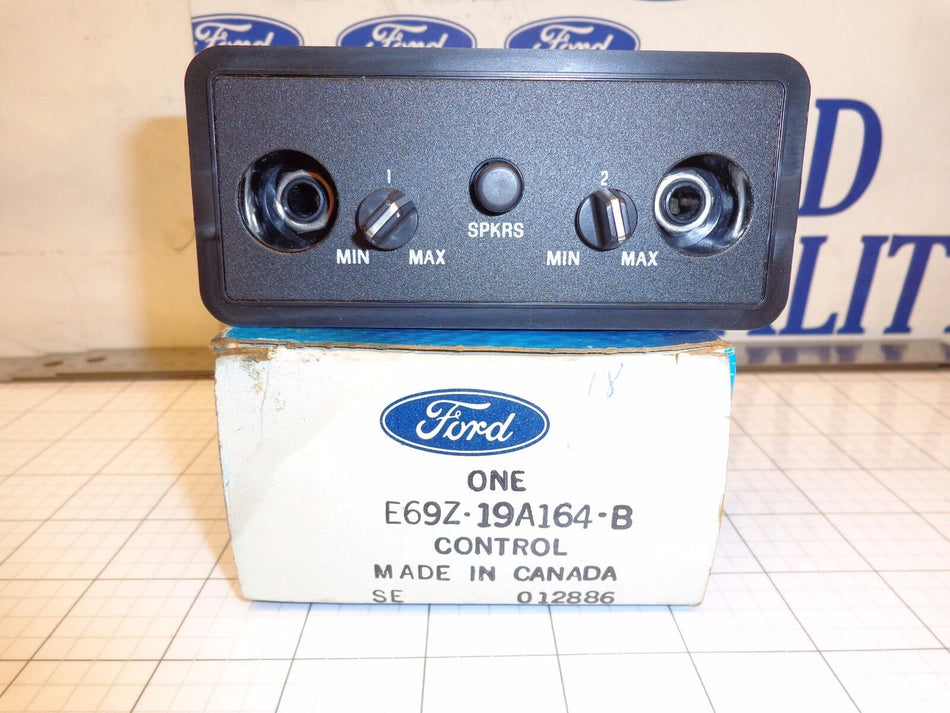 Ford Ford Ford
D
ALIT
1 2
SPKRS
MIN MAX MIN MAX
18
Ford
ONE
E69Z-19A164-B
CONTROL
MADE IN CANADA
SE 012886